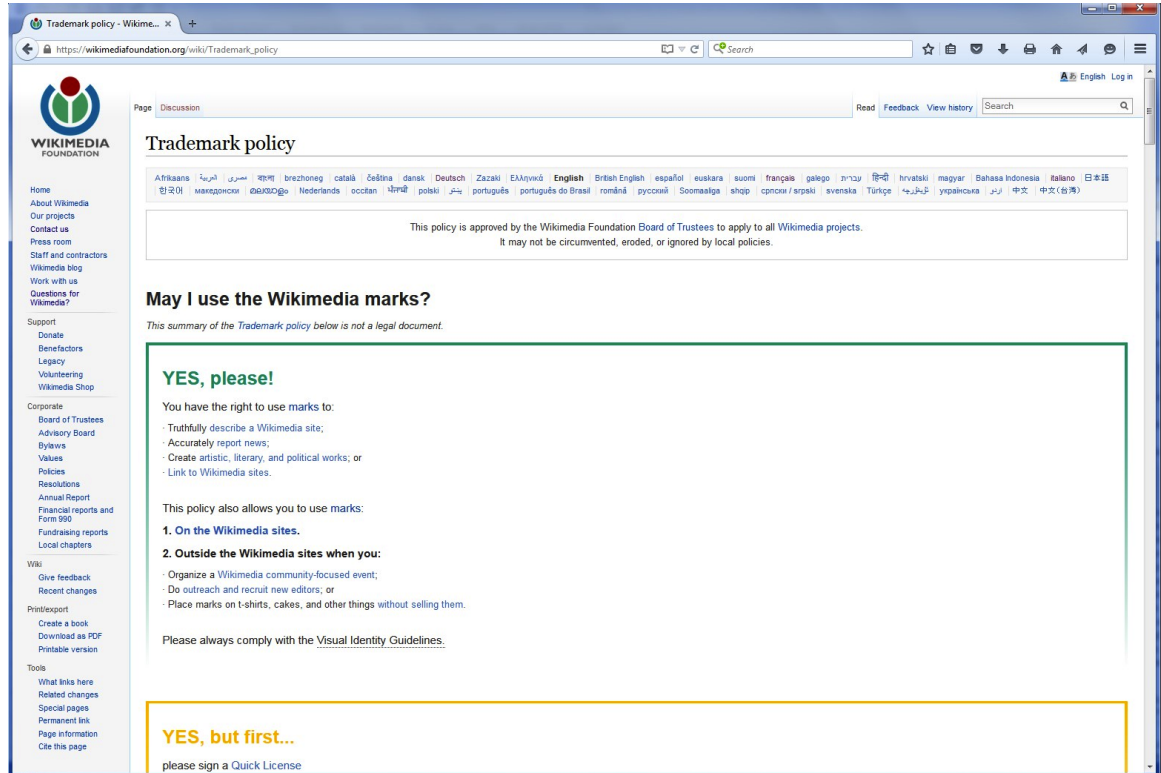 Trademark policy - Wikime...
https://wikimediafoundation.org/wiki/Trademark_policy
Search
English Log in
WIKIMEDIA
FOUNDATION
Page Discussion
Read Feedback View history Search
Trademark policy
Afrikaans العربية مصرى বাংলা brezhoneg català čeština dansk Deutsch Zazaki Ελληνικά English British English español euskara suomi français galego עברית हिन्दी hrvatski magyar Bahasa Indonesia italiano 日本語
한국어 македонски മലയാളം Nederlands occitan ਪੰਜਾਬੀ polski پښتو português português do Brasil română русский Soomaaliga shqip српски / srpski svenska Türkçe ئۇيغۇرچە українська اردو 中文 中文(台灣)
This policy is approved by the Wikimedia Foundation Board of Trustees to apply to all Wikimedia projects.
It may not be circumvented, eroded, or ignored by local policies.
Home
About Wikimedia
Our projects
Contact us
Press room
Staff and contractors
Wikimedia blog
Work with us
Questions for
Wikimedia?
Support
Donate
Benefactors
Legacy
Volunteering
Wikimedia Shop
Corporate
Board of Trustees
Advisory Board
Bylaws
Values
Policies
Resolutions
Annual Report
Financial reports and
Form 990
Fundraising reports
Local chapters
Wiki
Give feedback
Recent changes
Print/export
Create a book
Download as PDF
Printable version
Tools
What links here
Related changes
Special pages
Permanent link
Page information
Cite this page
May I use the Wikimedia marks?
This summary of the Trademark policy below is not a legal document.
YES, please!
You have the right to use marks to:
· Truthfully describe a Wikimedia site;
· Accurately report news;
· Create artistic, literary, and political works; or
· Link to Wikimedia sites.
This policy also allows you to use marks:
1. On the Wikimedia sites.
2. Outside the Wikimedia sites when you:
· Organize a Wikimedia community-focused event;
· Do outreach and recruit new editors; or
· Place marks on t-shirts, cakes, and other things without selling them.
Please always comply with the Visual Identity Guidelines.
YES, but first...
please sign a Quick License